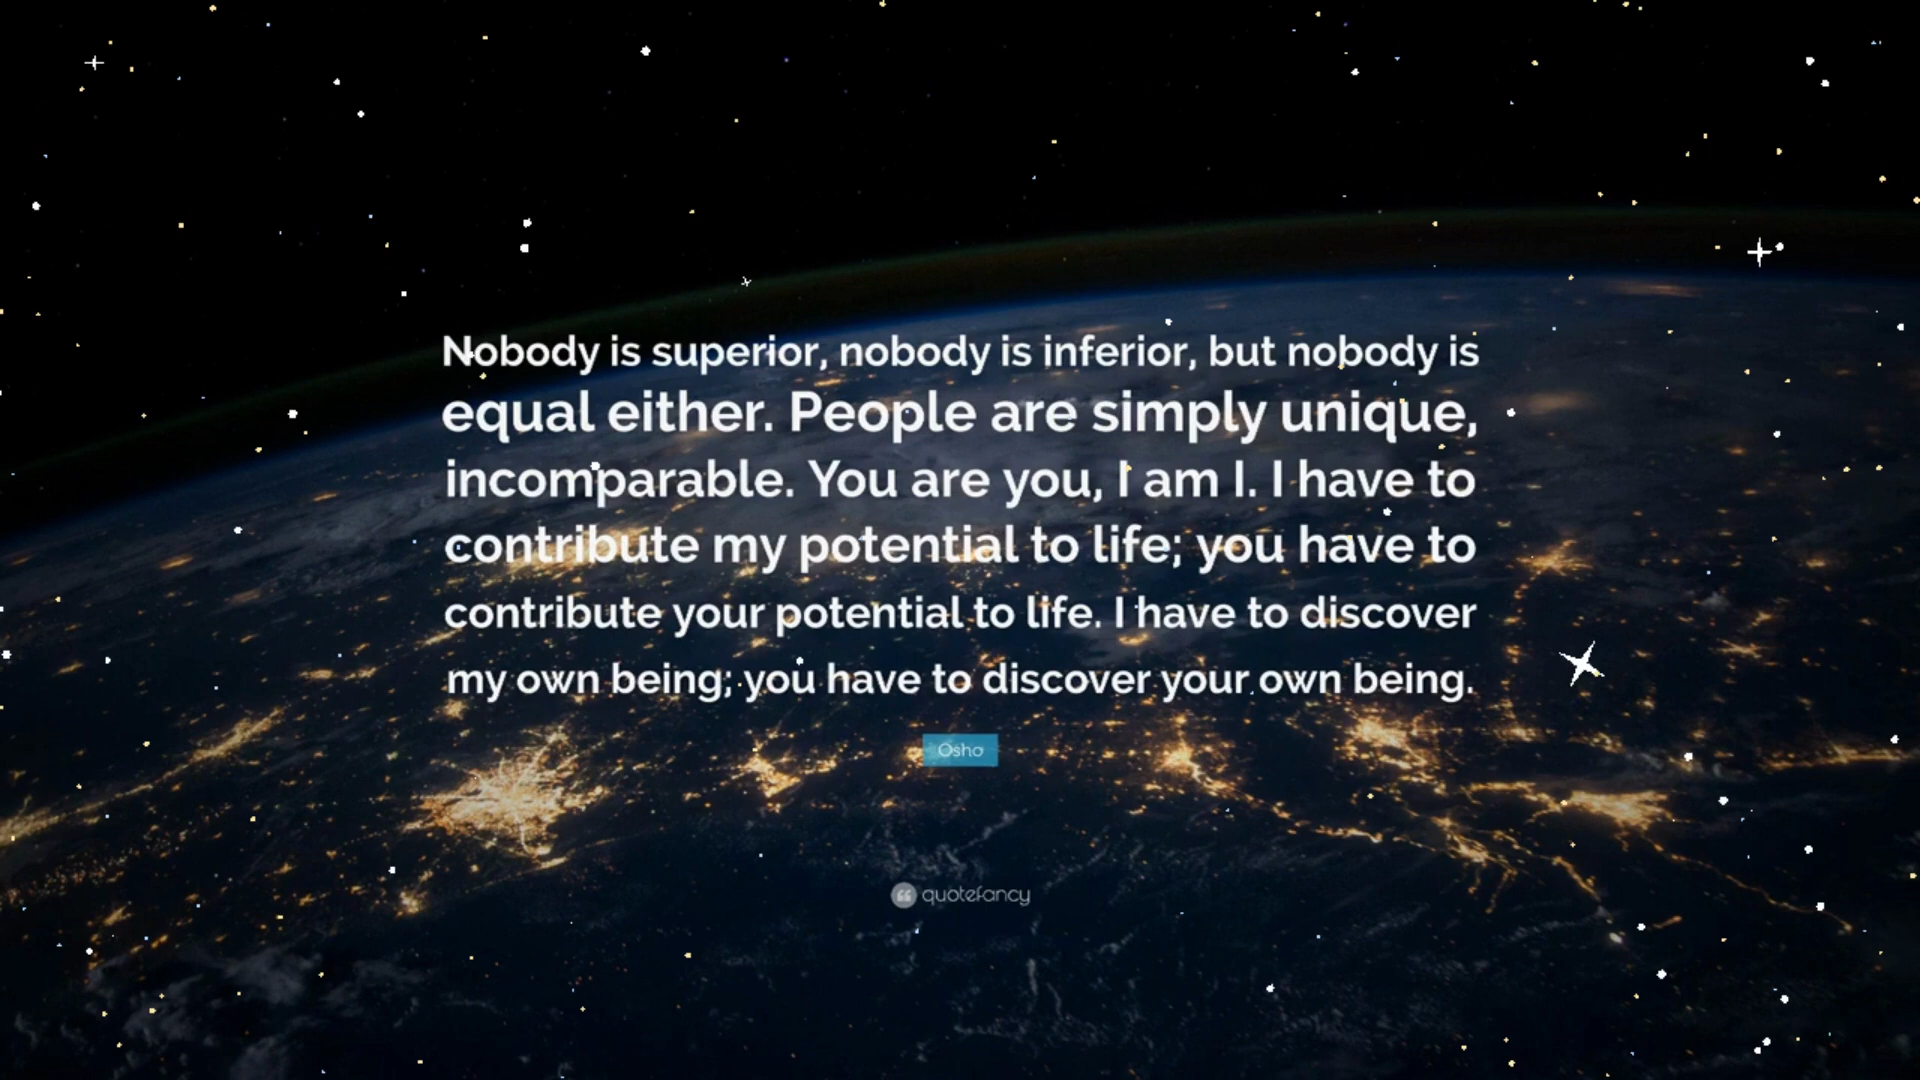 Nobody is superior, nobody is inferior, but nobody is
equal either. People are simply unique,
incomparable. You are you, I am I. I have to
contribute my potential to life; you have to
contribute your potential to life. I have to discover
my own being; you have to discover your own being.
Osho
quotefancy